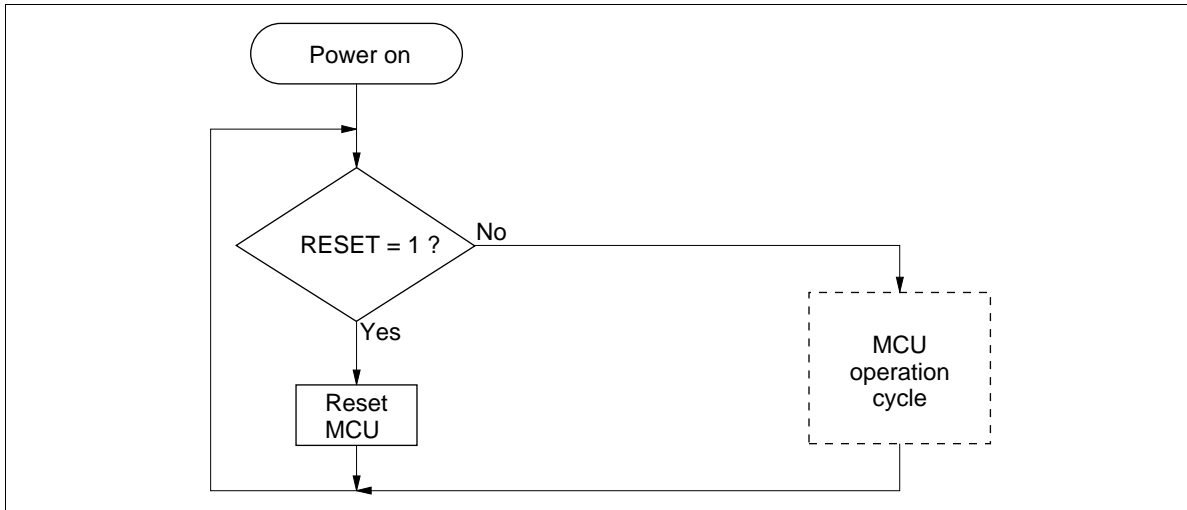 Power on
RESET = 1 ?
No
Yes
MCU
operation
cycle
Reset
MCU